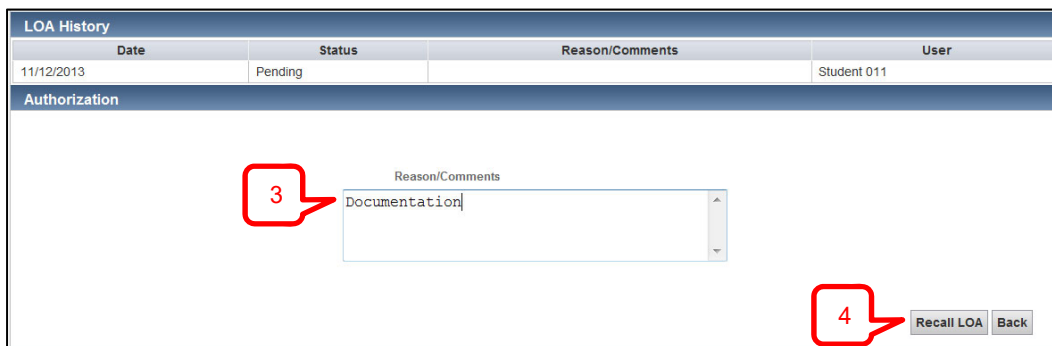 LOA History
Date Status Reason/Comments User
11/12/2013 Pending Student 011
Authorization
Reason/Comments
3
Documentation
4
Recall LOA Back